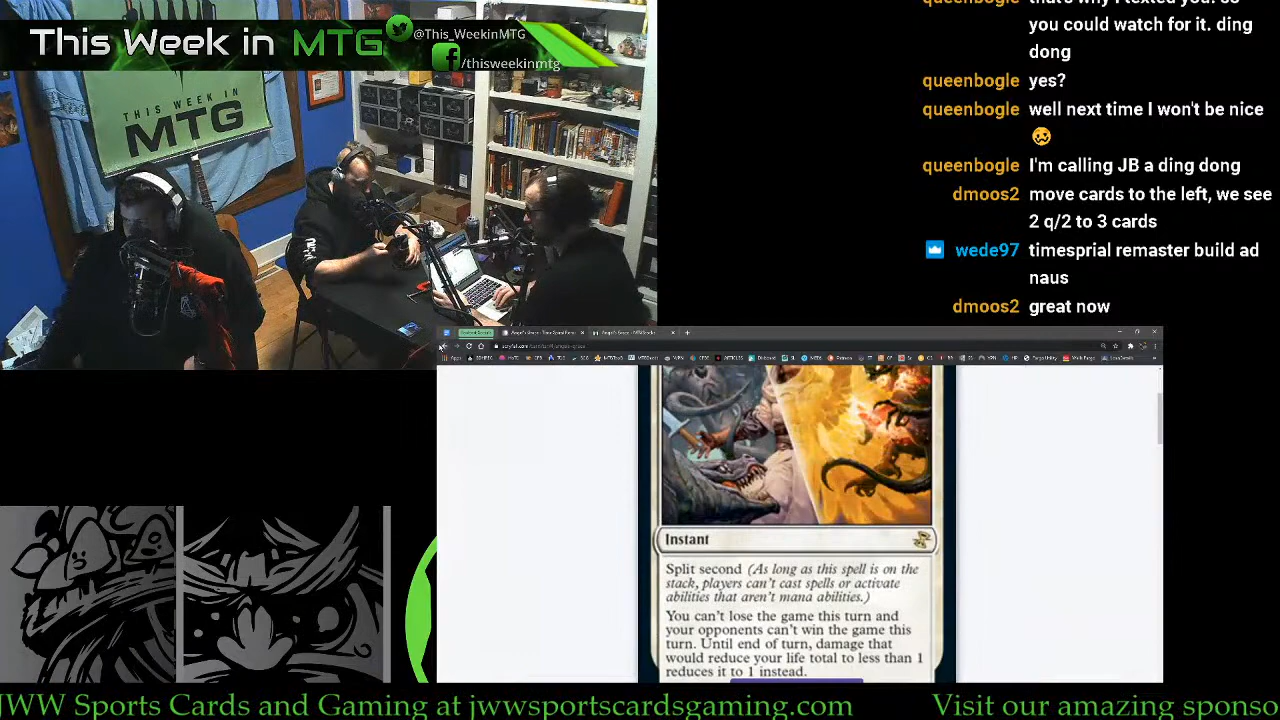 This Week in MTG
@This_WeekinMTG
/thisweekinmtg
THIS WEEK IN
MTG
you could watch for it. ding
dong
queenbogle yes?
queenbogle well next time I won't be nice
🥴
queenbogle I'm calling JB a ding dong
dmoos2 move cards to the left, we see
2 q/2 to 3 cards
wede97 timesprial remaster build ad
naus
dmoos2 great now
Instant
Split second (As long as this spell is on the
stack, players can't cast spells or activate
abilities that aren't mana abilities.)
You can't lose the game this turn and
your opponents can't win the game this
turn. Until end of turn, damage that
would reduce your life total to less than 1
reduces it to 1 instead.
JWW Sports Cards and Gaming at jwwsportscardsgaming.com
Visit our amazing sponso